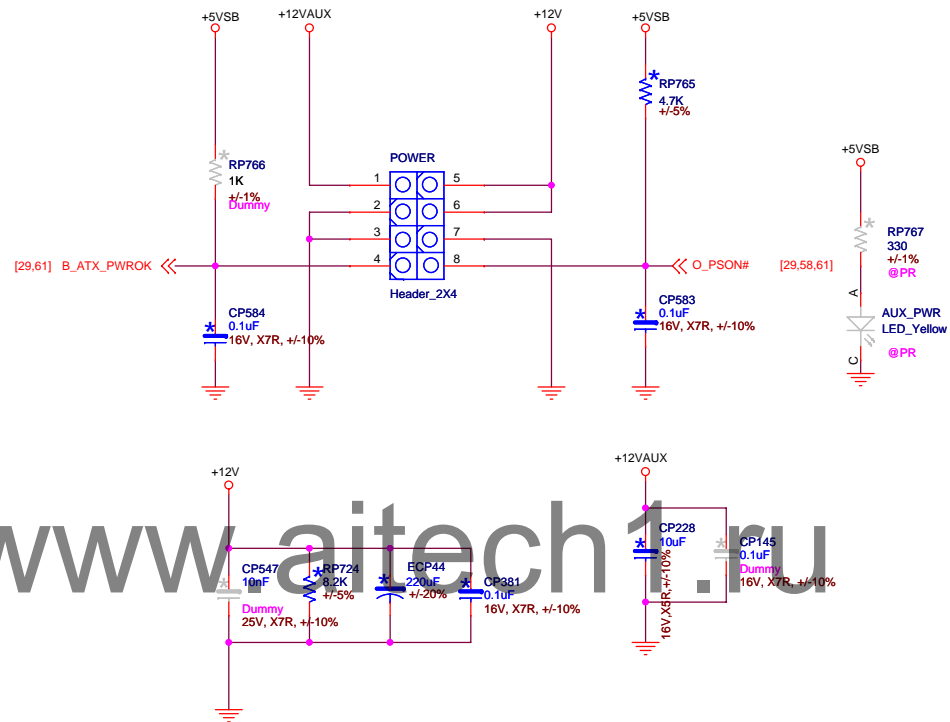 +5VSB
+12VAUX
+12V
+5VSB
RP765
4.7K
+/-5%
RP766
1K
+/-1%
Dummy
POWER
1
5
2
6
3
7
4
8
Header_2X4
[29,61] B_ATX_PWROK
O_PSON#
[29,58,61]
+5VSB
RP767
330
+/-1%
@PR
A
AUX_PWR
LED_Yellow
C
@PR
CP584
0.1uF
16V, X7R, +/-10%
CP583
0.1uF
16V, X7R, +/-10%
+12V
+12VAUX
www.aitech1.ru
CP547
10nF
Dummy
25V, X7R, +/-10%
RP724
8.2K
+/-5%
ECP44
220uF
+/-20%
CP381
0.1uF
16V, X7R, +/-10%
CP228
10uF
16V,X5R,+/-10%
CP145
0.1uF
Dummy
16V, X7R, +/-10%